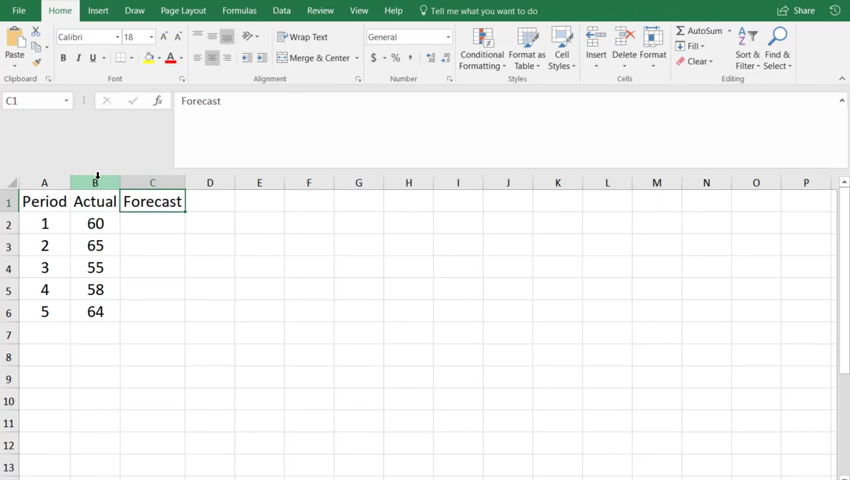 File Home Insert Draw Page Layout Formulas Data Review View Help Tell me what you want to do Share
Paste
Clipboard
Calibri 18 A A
B I U A
Font
Wrap Text
Merge & Center
Alignment
General
$ % ,
Number
Conditional Formatting
Format as Table
Cell Styles
Styles
Insert Delete Format
Cells
AutoSum
Fill
Clear
Sort & Filter
Find & Select
Editing
C1 fx Forecast
A B C D E F G H I J K L M N O P
1 Period Actual Forecast
2 1 60
3 2 65
4 3 55
5 4 58
6 5 64
7
8
9
10
11
12
13